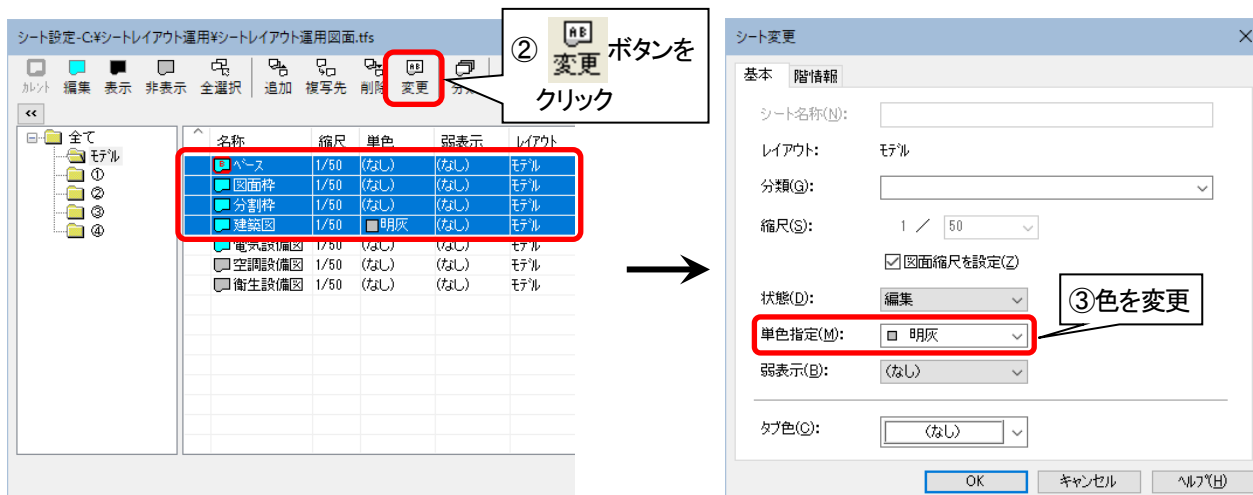 シート設定-C:¥シートレイアウト運用¥シートレイアウト運用図面.tfs
ｶﾚﾝﾄ 編集 表示 非表示 全選択 追加 複写先 削除 変更
② 変更 ボタンを
クリック
<<
全て
ﾓﾃﾞﾙ
①
②
③
④
名称 縮尺 単色 弱表示 ﾚｲｱｳﾄ
ベース 1/50 (なし) (なし) ﾓﾃﾞﾙ
図面枠 1/50 (なし) (なし) ﾓﾃﾞﾙ
分割枠 1/50 (なし) (なし) ﾓﾃﾞﾙ
建築図 1/50 明灰 (なし) ﾓﾃﾞﾙ
電気設備図 1/50 (なし) (なし) ﾓﾃﾞﾙ
空調設備図 1/50 (なし) (なし) ﾓﾃﾞﾙ
衛生設備図 1/50 (なし) (なし) ﾓﾃﾞﾙ
シート変更
基本 階情報
シート名称(N):
レイアウト: ﾓﾃﾞﾙ
分類(G):
縮尺(S): 1 ／ 50
図面縮尺を設定(Z)
状態(D): 編集
③色を変更
単色指定(M): 明灰
弱表示(B): (なし)
タブ色(C): (なし)
OK キャンセル ﾍﾙﾌﾟ(H)